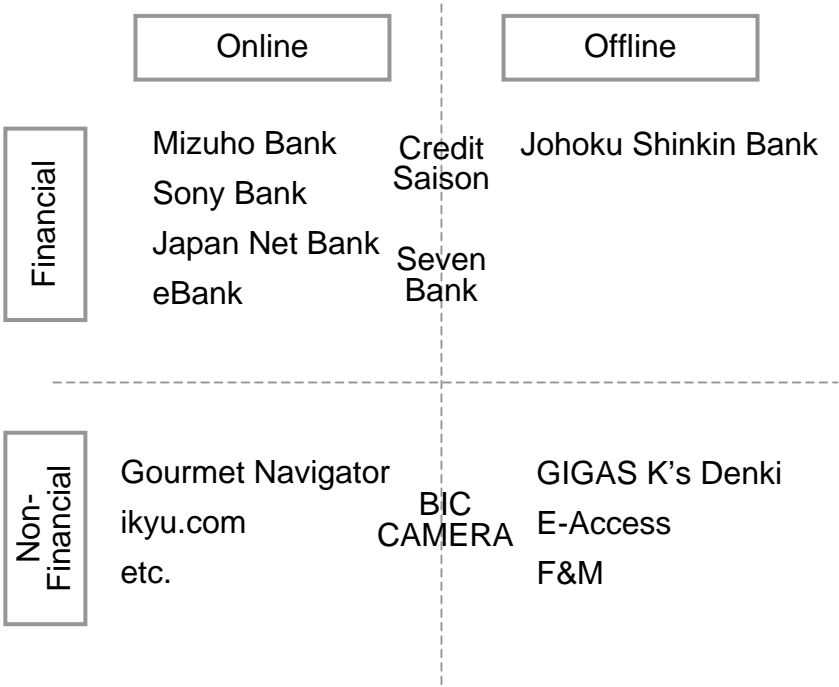 Online
Offline
Financial
Mizuho Bank
Sony Bank
Japan Net Bank
eBank
Credit
Saison
Seven
Bank
Johoku Shinkin Bank
Non-
Financial
Gourmet Navigator
ikyu.com
etc.
BIC
CAMERA
GIGAS K’s Denki
E-Access
F&M